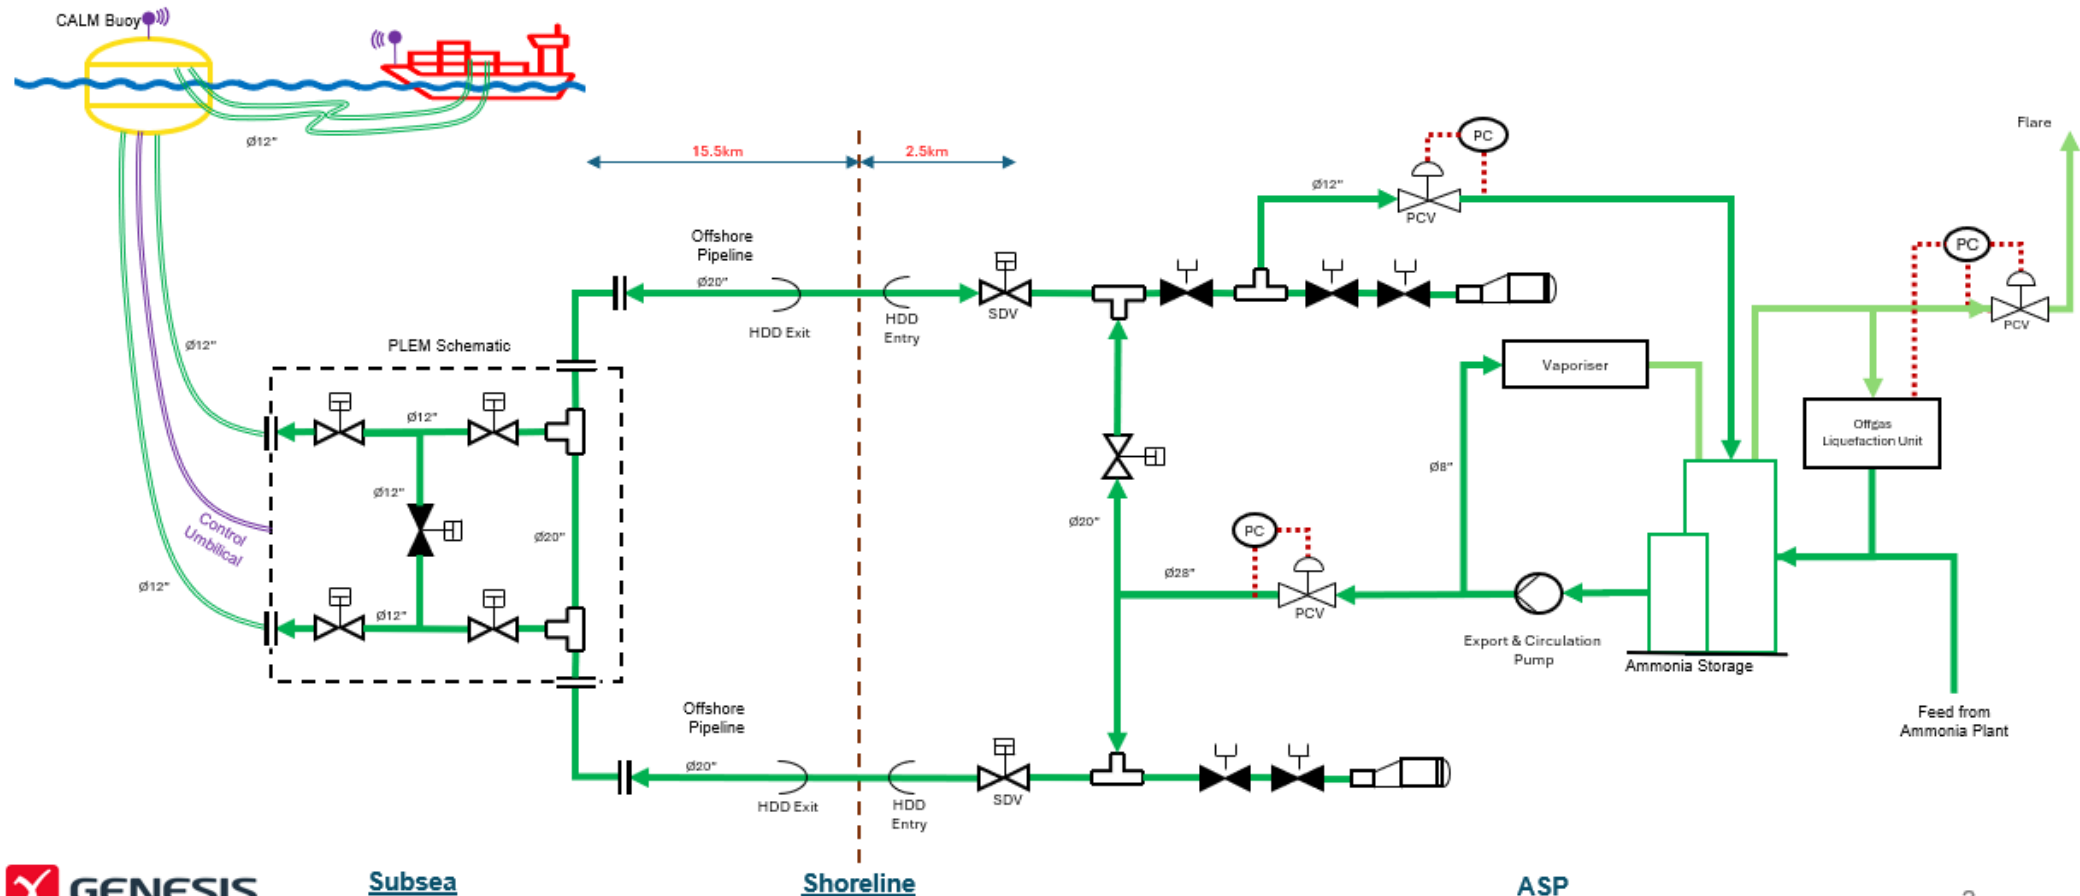 CALM Buoy
Ø12"
15.5km
2.5km
PC
Ø12"
PCV
Flare
PC
PCV
Offshore
Pipeline
Ø20"
HDD Exit
HDD
Entry
SDV
Ø12"
PLEM Schematic
Vaporiser
Offgas
Liquefaction Unit
Ø12"
Ø12"
Ø20"
Control
Umbilical
Ø12"
Ø12"
Ø20"
Ø8"
PC
Ø28"
PCV
Export & Circulation
Pump
Ammonia Storage
Feed from
Ammonia Plant
Offshore
Pipeline
Ø20"
HDD Exit
HDD
Entry
SDV
GENESIS
Subsea
Shoreline
ASP